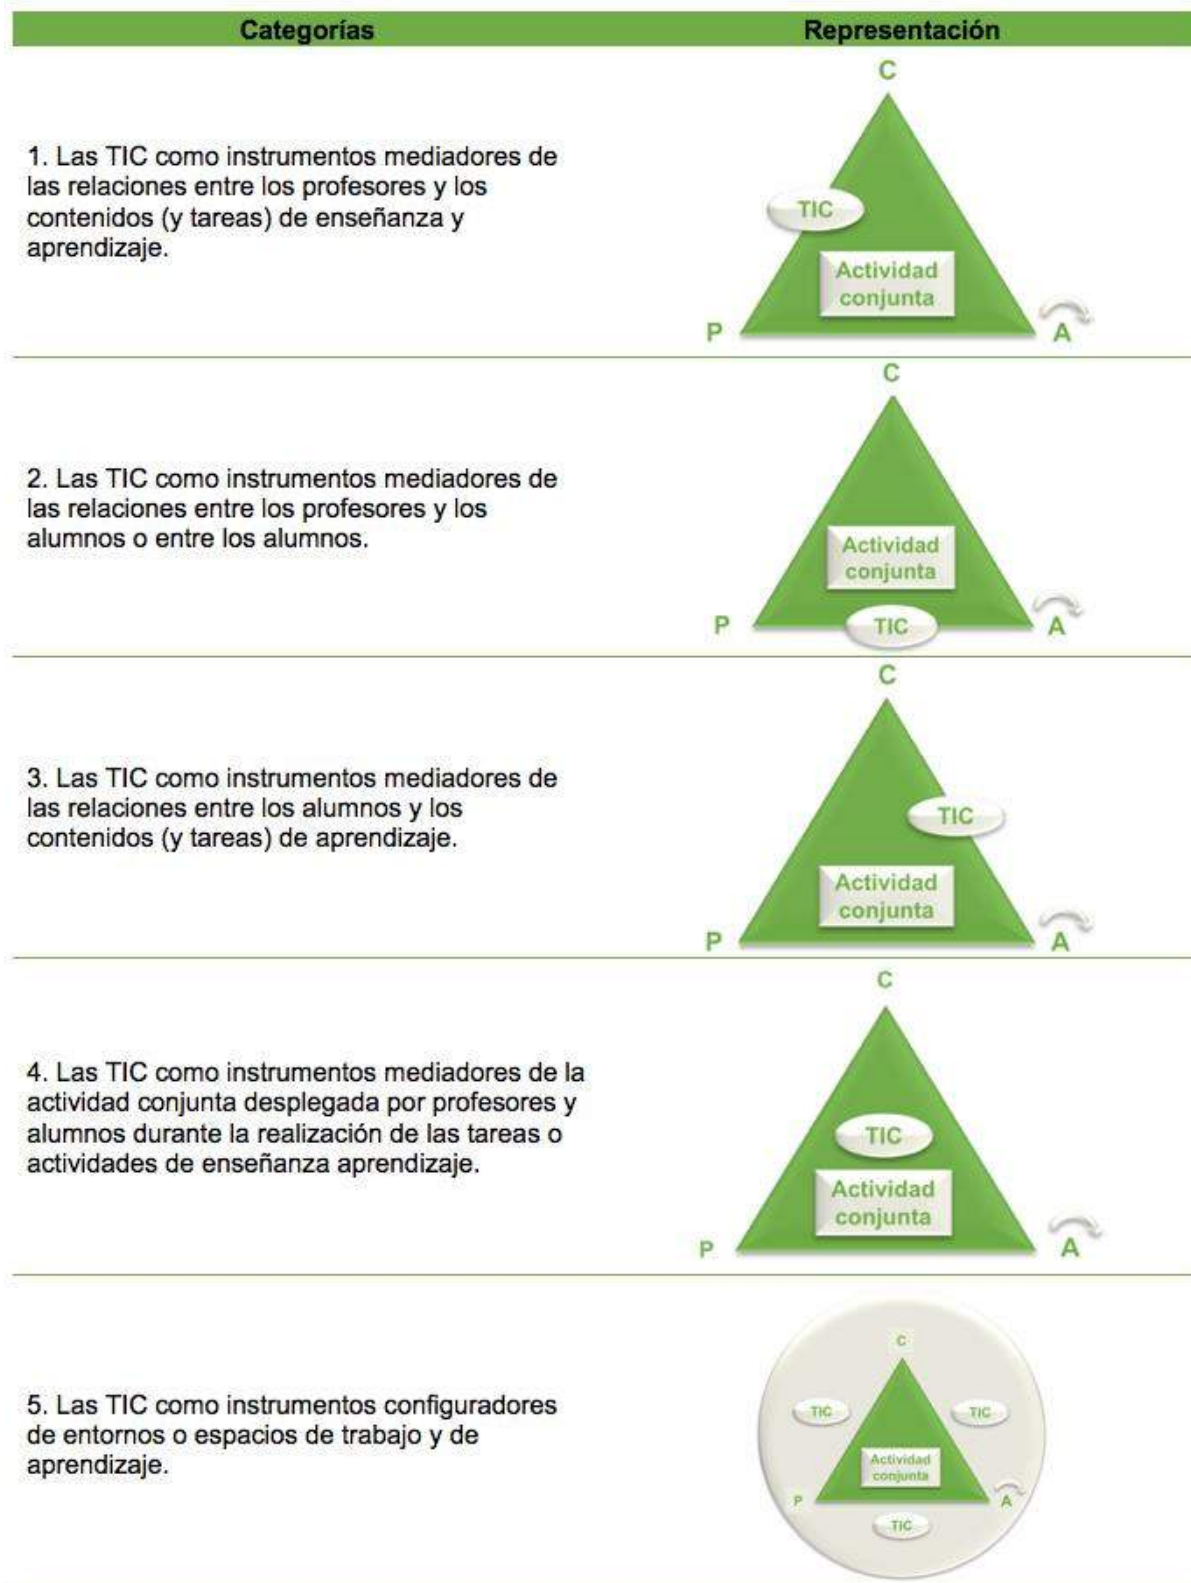 Categorías
Representación
1. Las TIC como instrumentos mediadores de
las relaciones entre los profesores y los
contenidos (y tareas) de enseñanza y
aprendizaje.
C
TIC
Actividad
conjunta
P
A
2. Las TIC como instrumentos mediadores de
las relaciones entre los profesores y los
alumnos o entre los alumnos.
C
Actividad
conjunta
P
TIC
A
3. Las TIC como instrumentos mediadores de
las relaciones entre los alumnos y los
contenidos (y tareas) de aprendizaje.
C
TIC
Actividad
conjunta
P
A
4. Las TIC como instrumentos mediadores de la
actividad conjunta desplegada por profesores y
alumnos durante la realización de las tareas o
actividades de enseñanza aprendizaje.
C
TIC
Actividad
conjunta
P
A
5. Las TIC como instrumentos configuradores
de entornos o espacios de trabajo y de
aprendizaje.
C
TIC
TIC
Actividad
conjunta
P
A
TIC